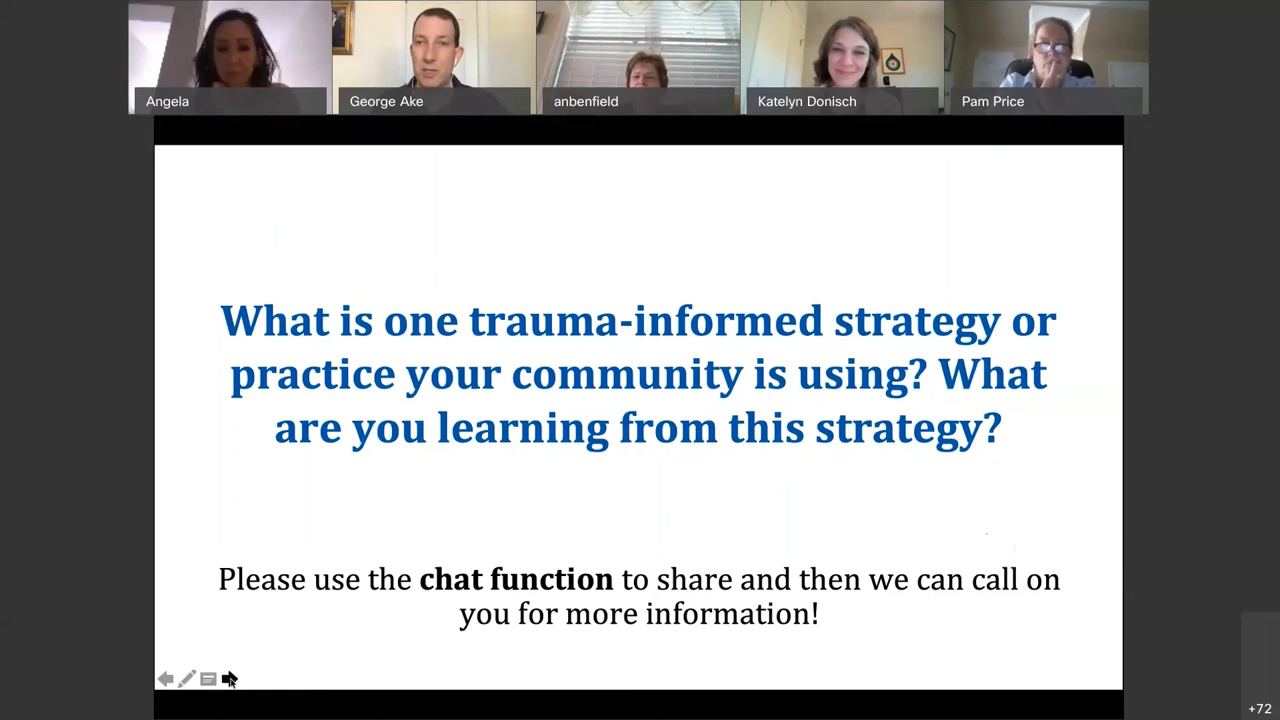 Angela
George Ake
anbenfield
Katelyn Donisch
Pam Price
What is one trauma-informed strategy or
practice your community is using? What
are you learning from this strategy?
Please use the chat function to share and then we can call on
you for more information!
+72